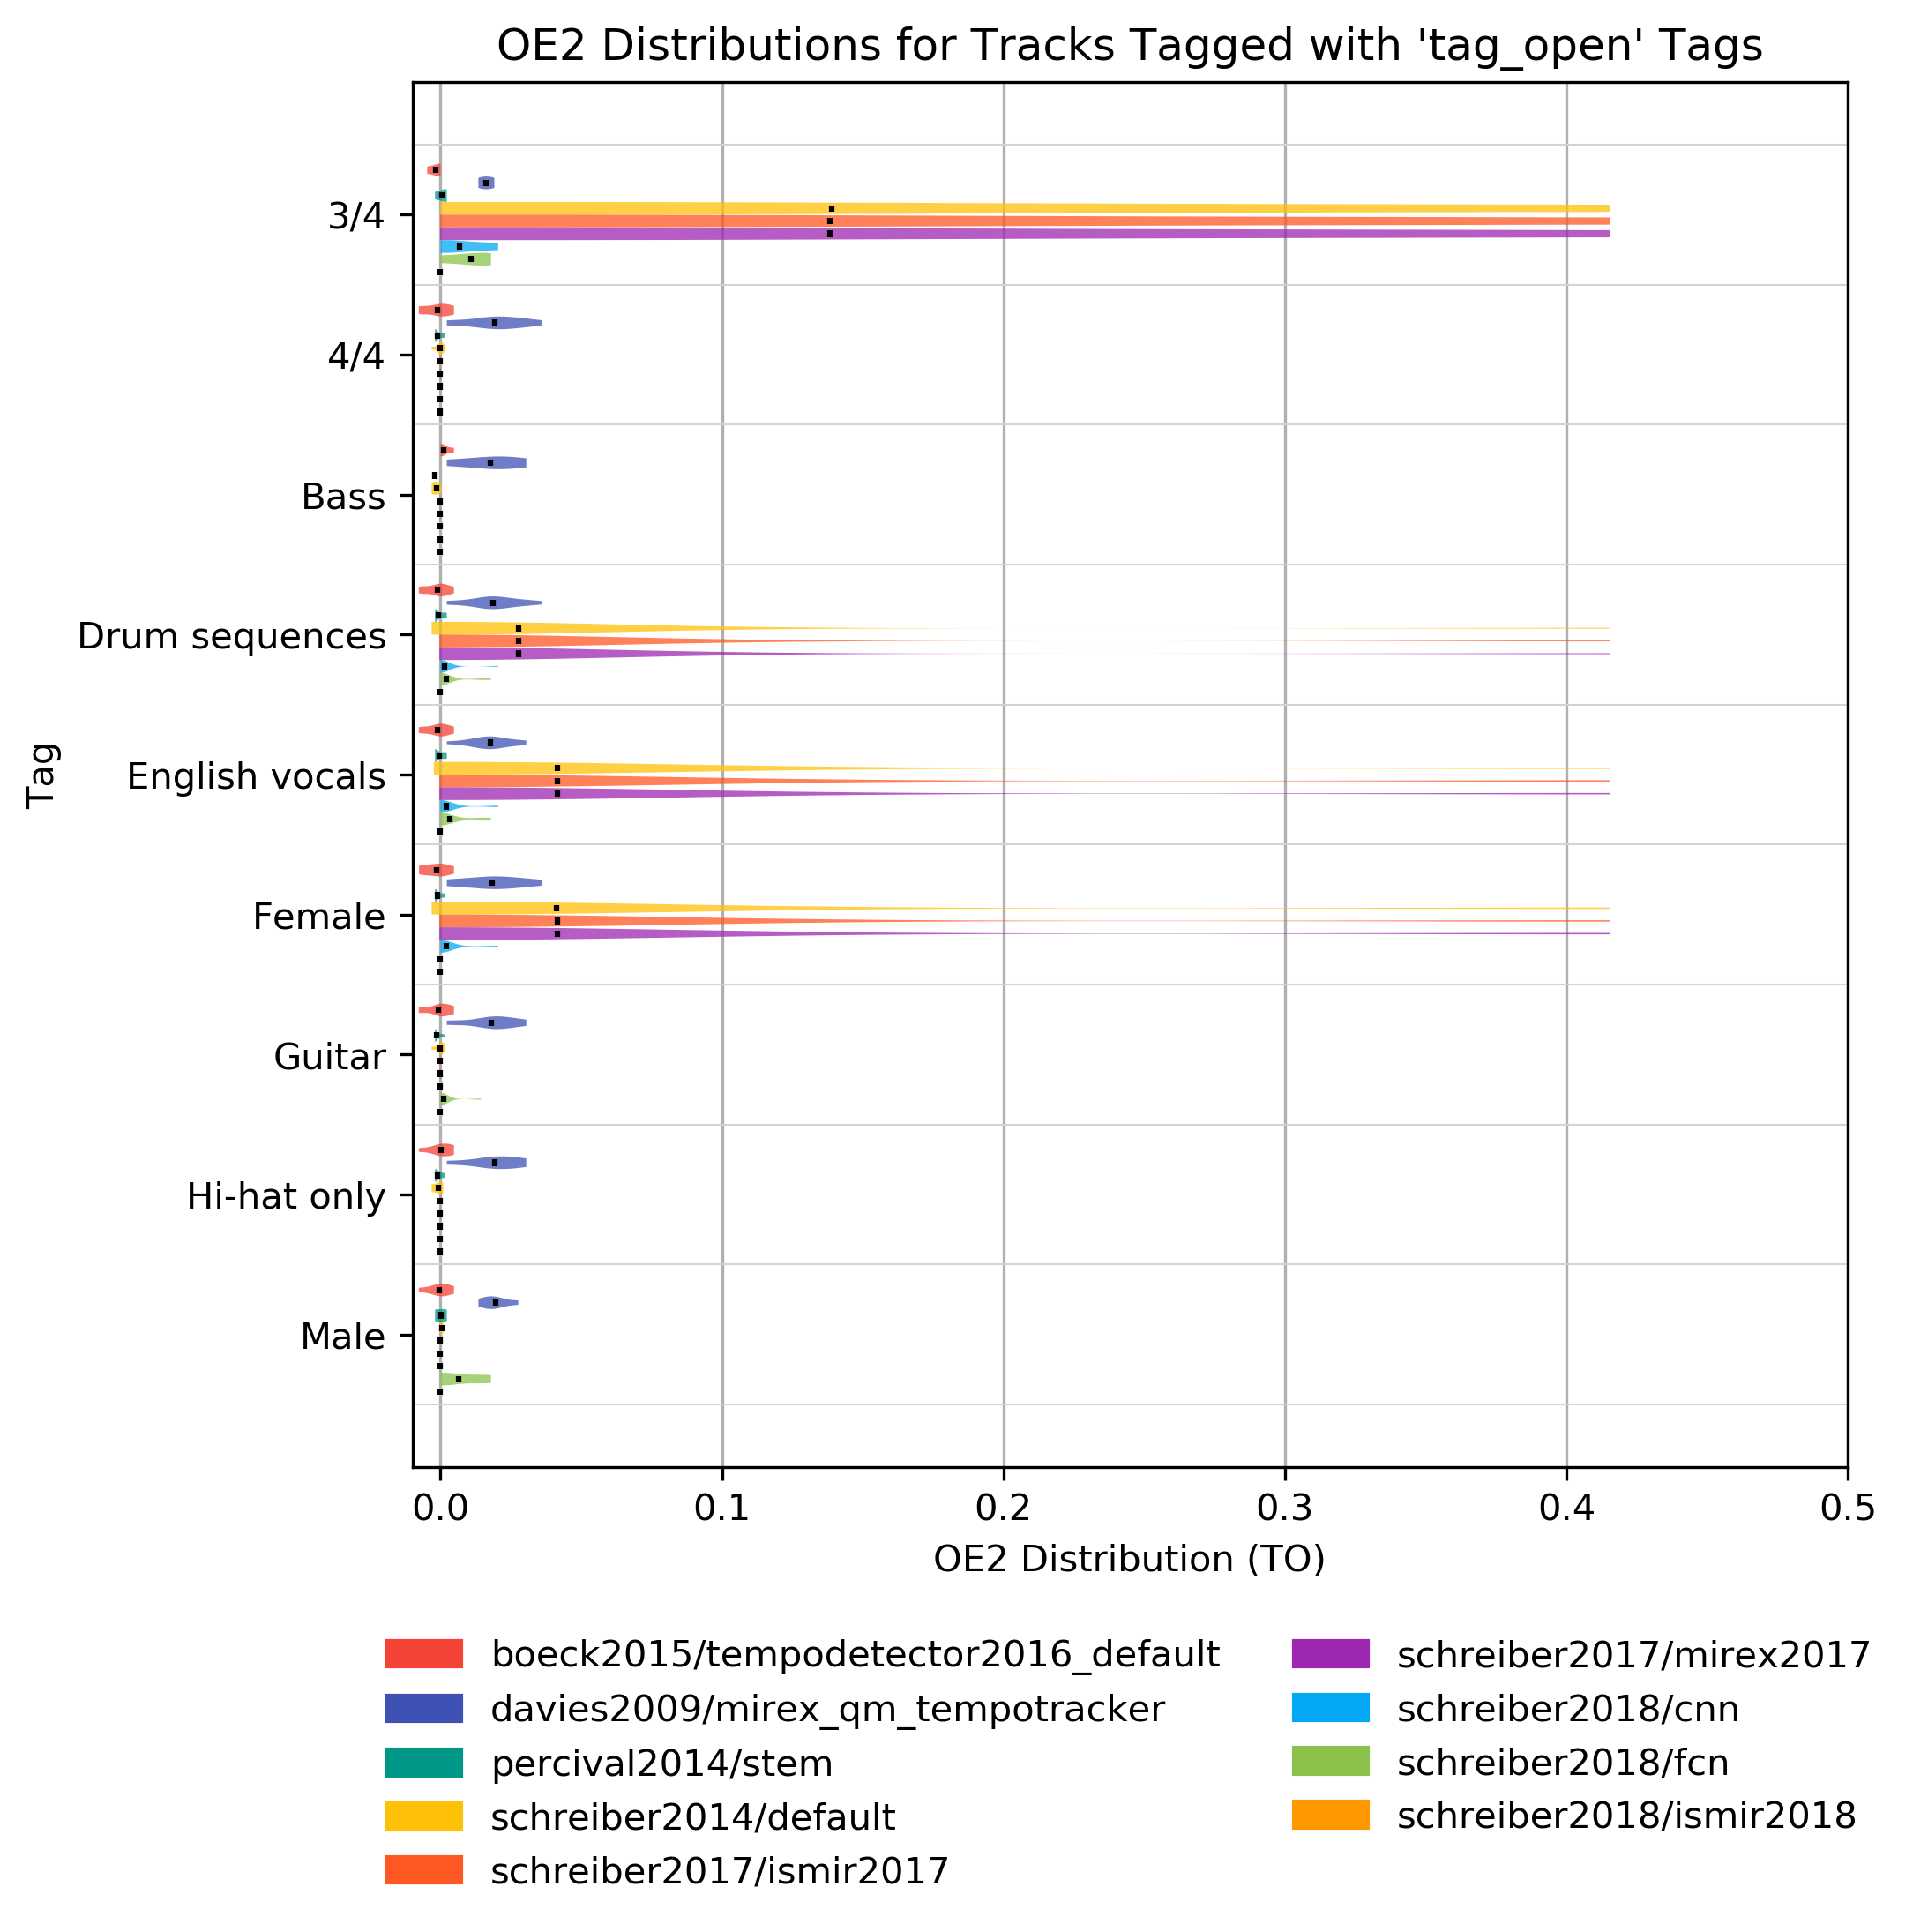 OE2 Distributions for Tracks Tagged with 'tag_open' Tags
3/4
4/4
Bass
Drum sequences
English vocals
Female
Guitar
Hi-hat only
Male
Tag
0.0 0.1 0.2 0.3 0.4 0.5
OE2 Distribution (TO)
boeck2015/tempodetector2016_default
davies2009/mirex_qm_tempotracker
percival2014/stem
schreiber2014/default
schreiber2017/ismir2017
schreiber2017/mirex2017
schreiber2018/cnn
schreiber2018/fcn
schreiber2018/ismir2018